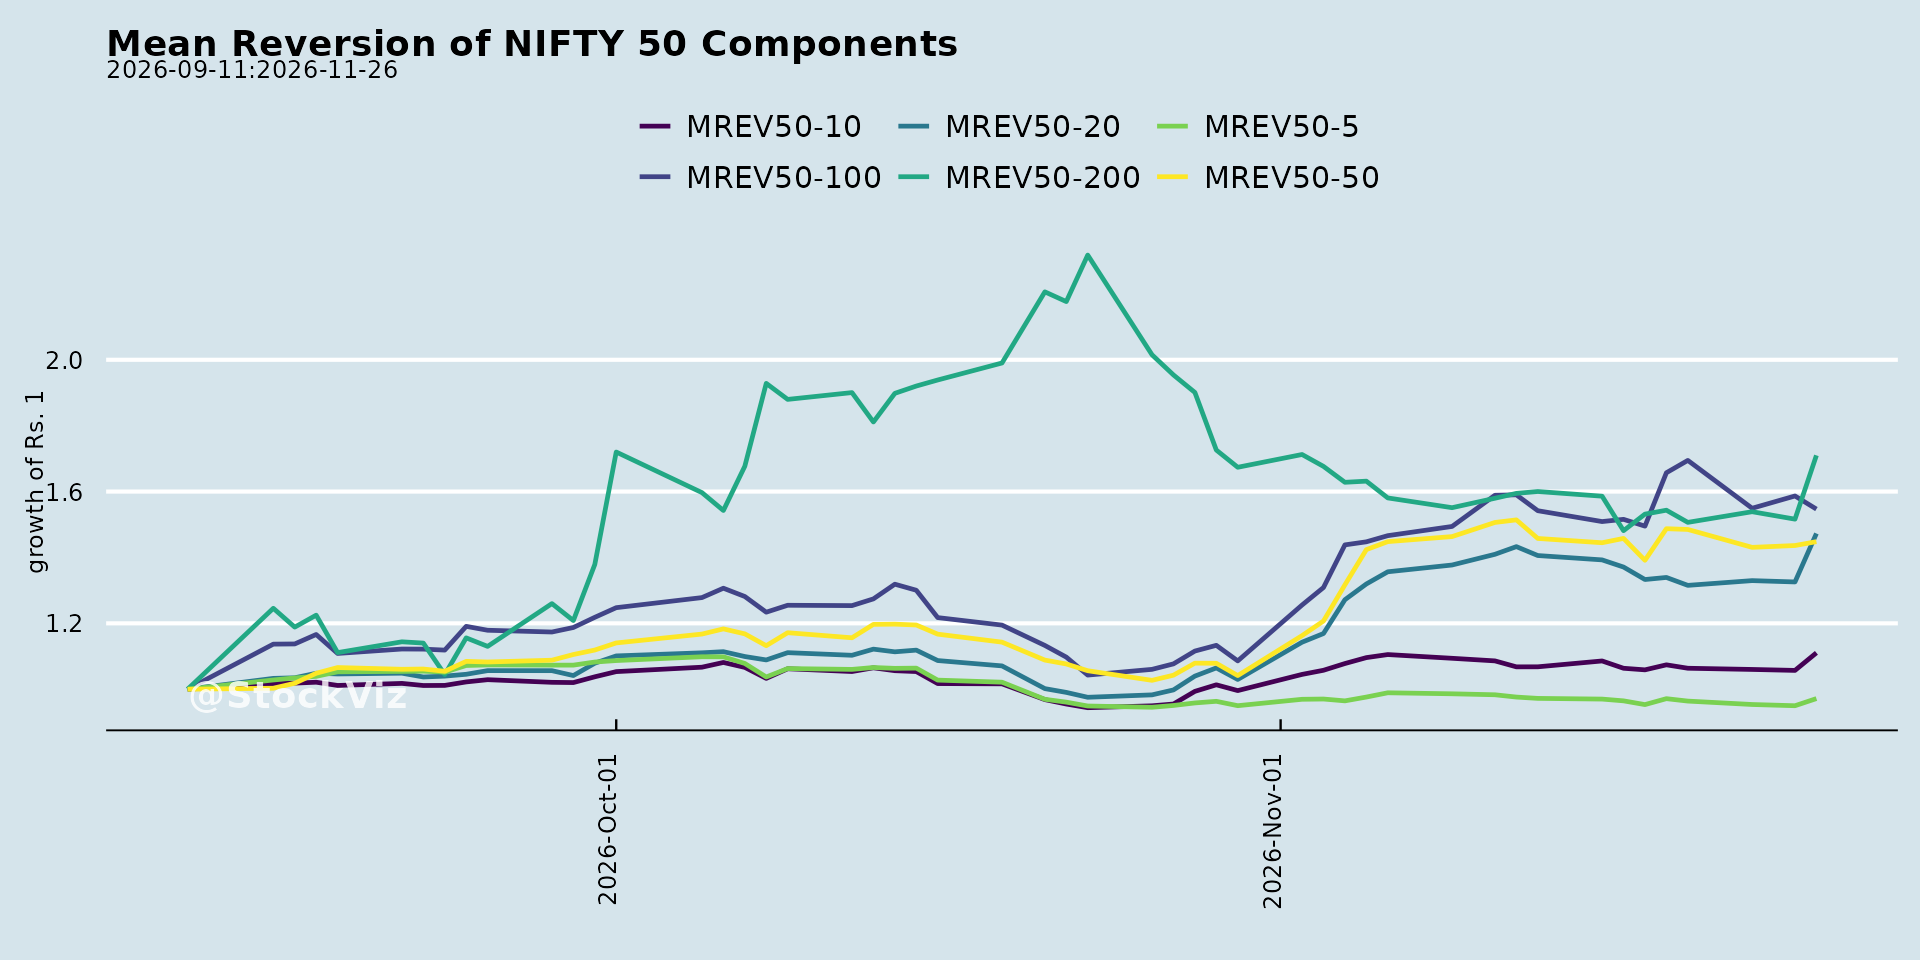 Mean Reversion of NIFTY 50 Components
2026-09-11:2026-11-26
MREV50-10 MREV50-20 MREV50-5
MREV50-100 MREV50-200 MREV50-50
growth of Rs. 1
2.0
1.6
1.2
@StockViz
2026-Oct-01
2026-Nov-01